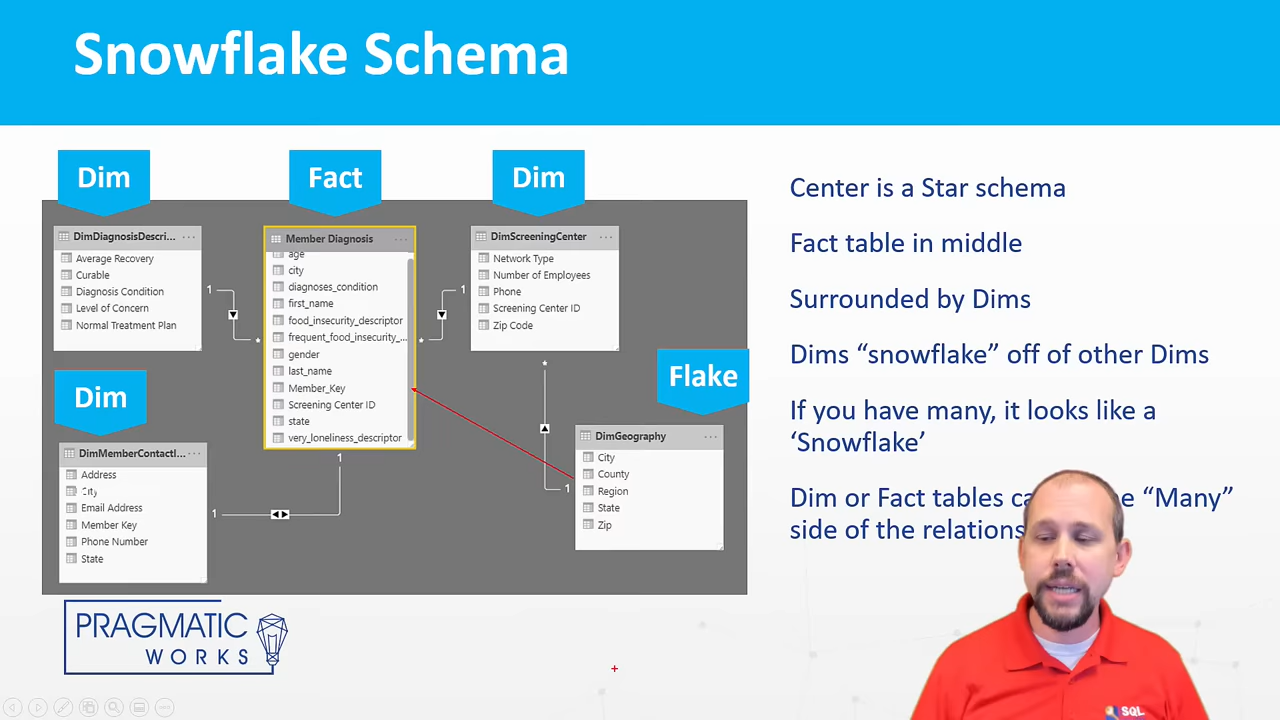 Snowflake Schema
Dim
Fact
Dim
DimDiagnosisDescri...
Average Recovery
Curable
Diagnosis Condition
Level of Concern
Normal Treatment Plan
Member Diagnosis
age
city
diagnoses_condition
first_name
food_insecurity_descriptor
frequent_food_insecurity_...
gender
last_name
Member_Key
Screening Center ID
state
very_loneliness_descriptor
DimScreeningCenter
Network Type
Number of Employees
Phone
Screening Center ID
Zip Code
1
*
*
1
Dim
DimMemberContactI...
Address
City
Email Address
Member Key
Phone Number
State
1
1
*
1
Flake
DimGeography
City
County
Region
State
Zip
Center is a Star schema
Fact table in middle
Surrounded by Dims
Dims “snowflake” off of other Dims
If you have many, it looks like a
‘Snowflake’
Dim or Fact tables “Many”
side of the
PRAGMATIC
WORKS
SQL